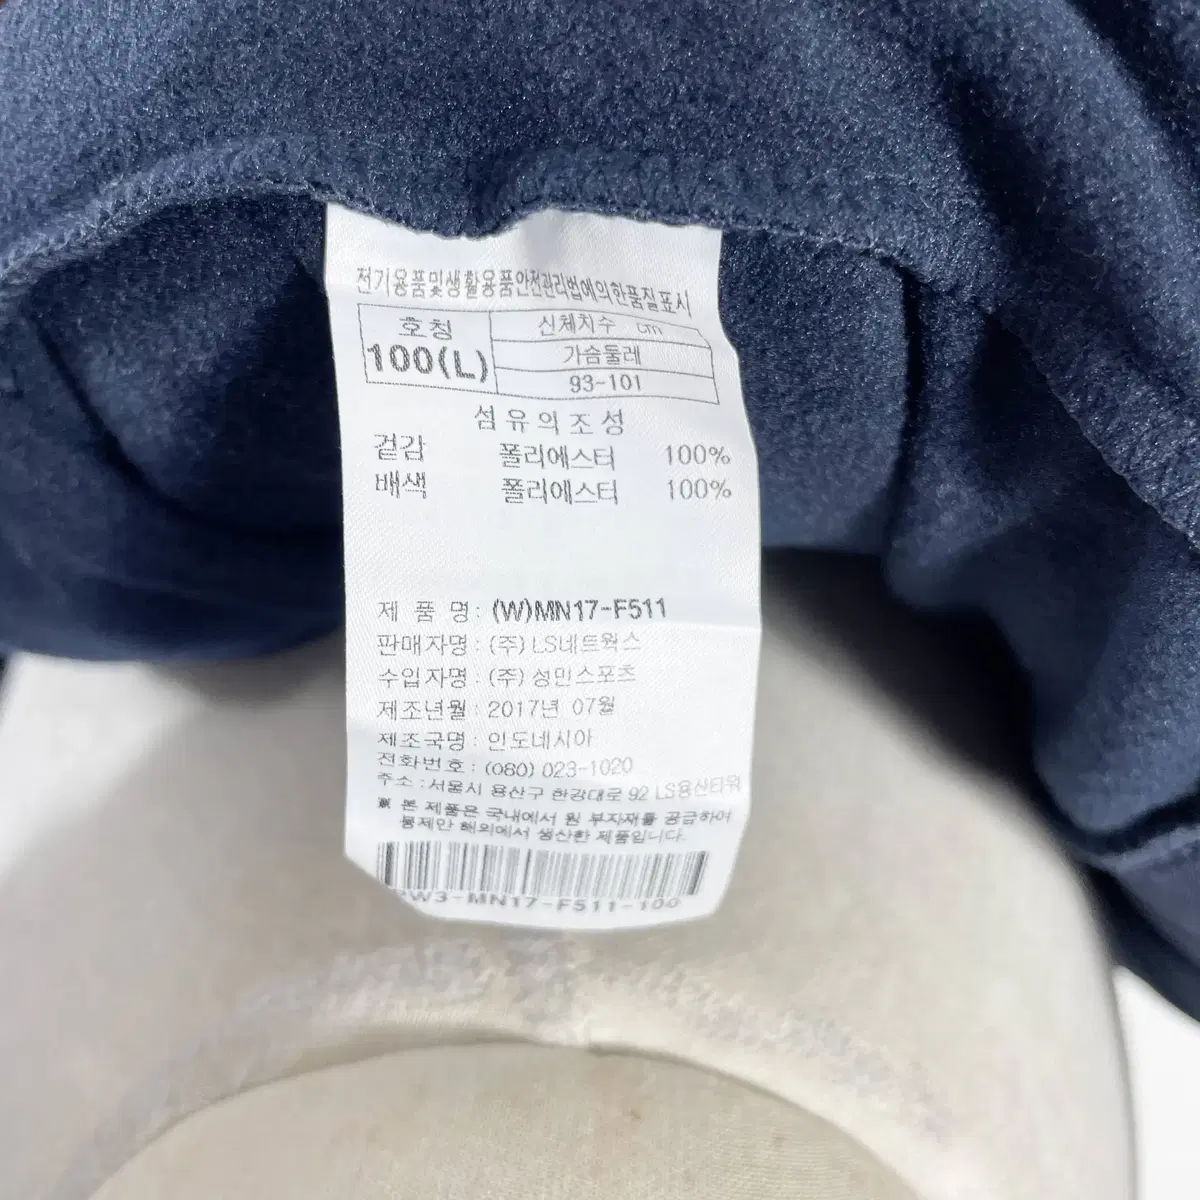 전기용품및생활용품안전관리법에의한품질표시
호칭 신체치수 cm
100(L) 가슴둘레
93-101
섬유의조성
겉감 폴리에스터 100%
배색 폴리에스터 100%
제 품 명 : (W)MN17-F511
판매자명 : (주) LS네트웍스
수입자명 : (주) 성민스포츠
제조년월 : 2017년 07월
제조국명 : 인도네시아
전화번호 : (080) 023-1020
주소 : 서울시 용산구 한강대로 92 LS용산타워
※ 본 제품은 국내에서 원 부자재를 공급하여
봉제만 해외에서 생산한 제품입니다.
PW3-MN17-F511-100